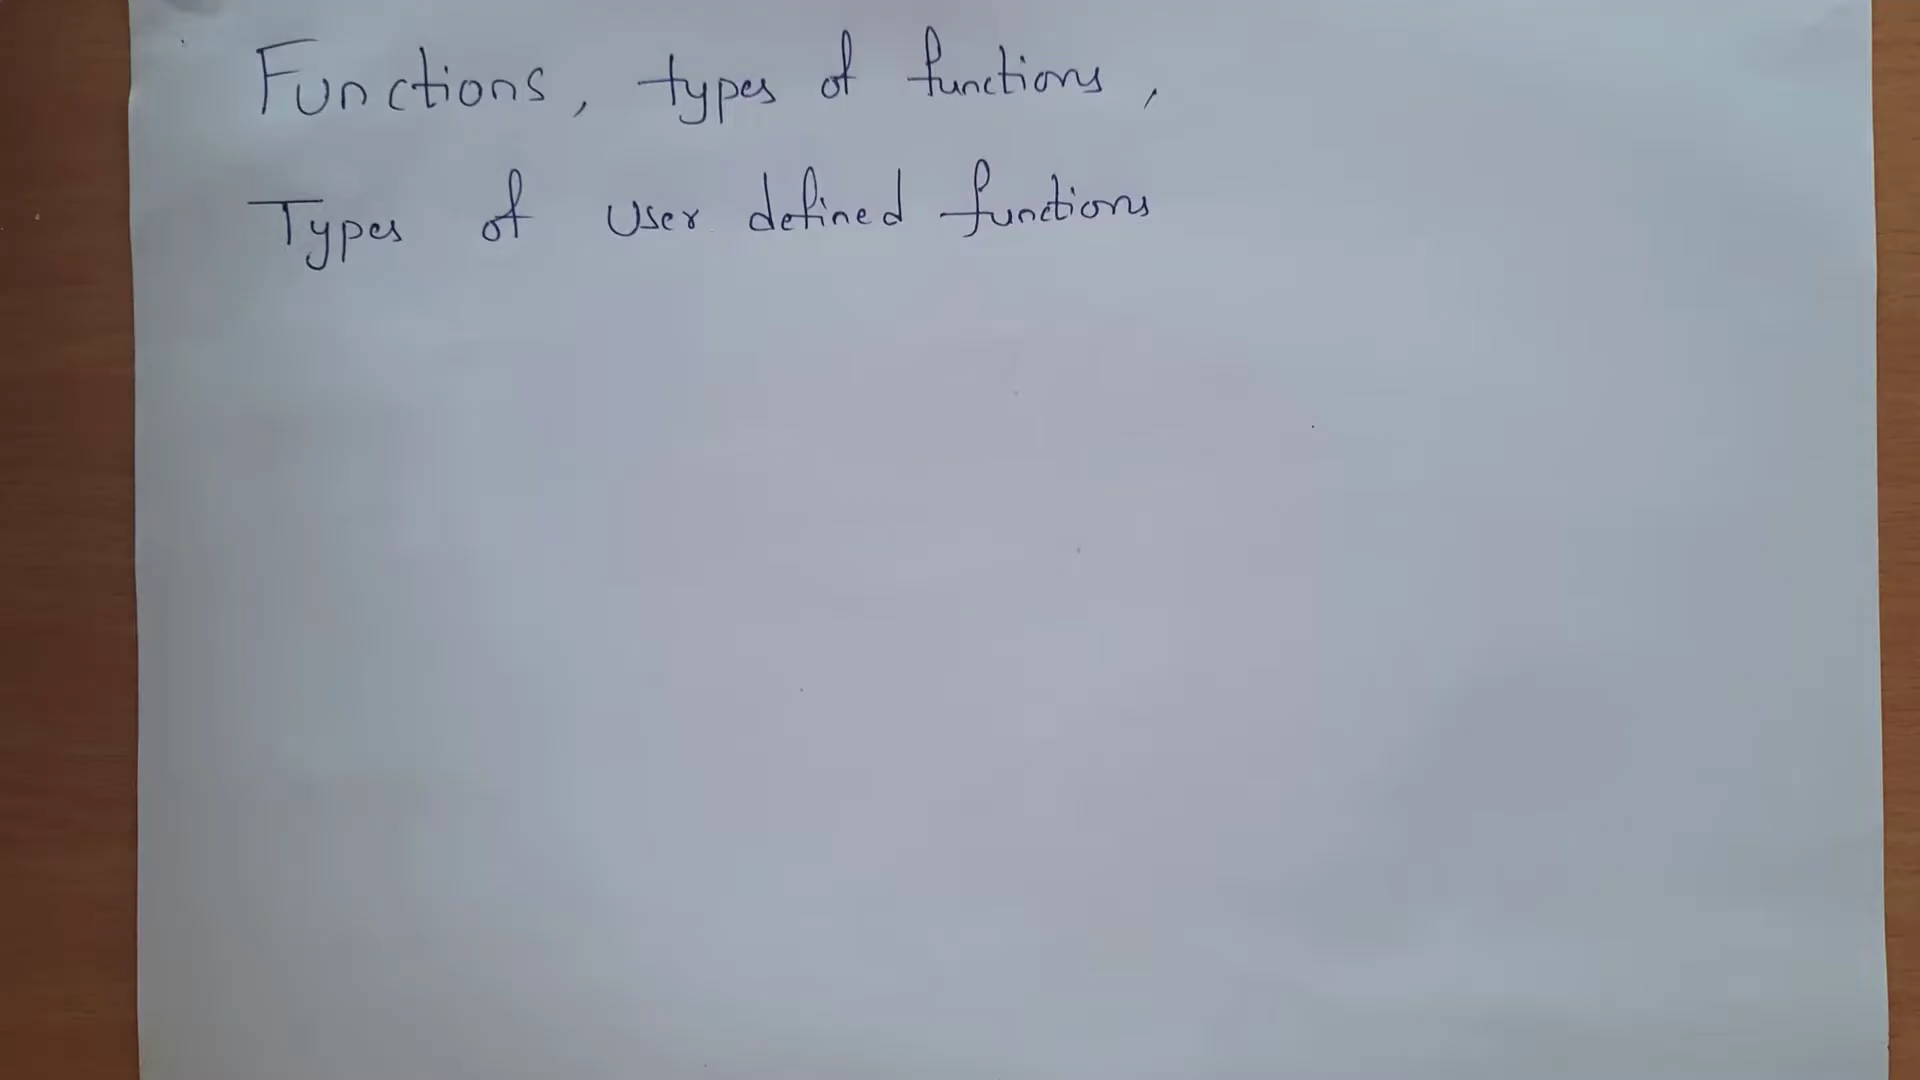 Functions, types of functions,
Types of User defined functions